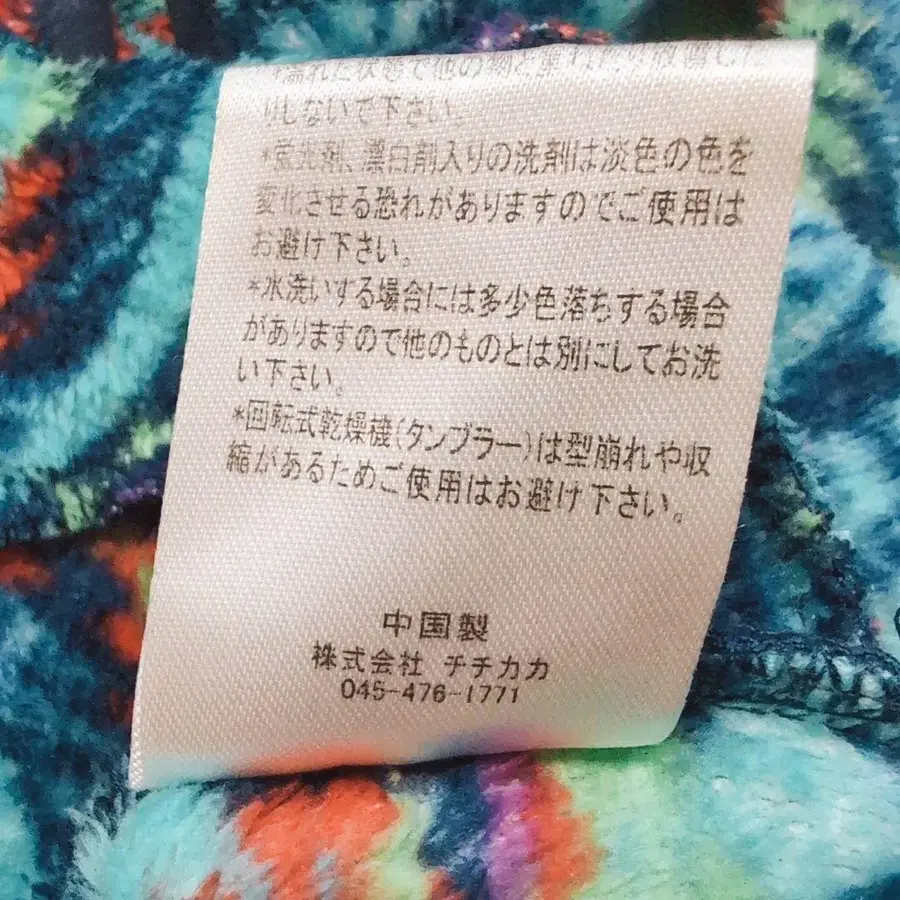 *濡れた状態で他の物と重ねたり放置した
りしないで下さい。
*蛍光剤、漂白剤入りの洗剤は淡色の色を
変化させる恐れがありますのでご使用は
お避け下さい。
*水洗いする場合には多少色落ちする場合
がありますので他のものとは別にしてお洗
い下さい。
*回転式乾燥機(タンブラー)は型崩れや収
縮があるためご使用はお避け下さい。
中国製
株式会社 チチカカ
045-476-1771